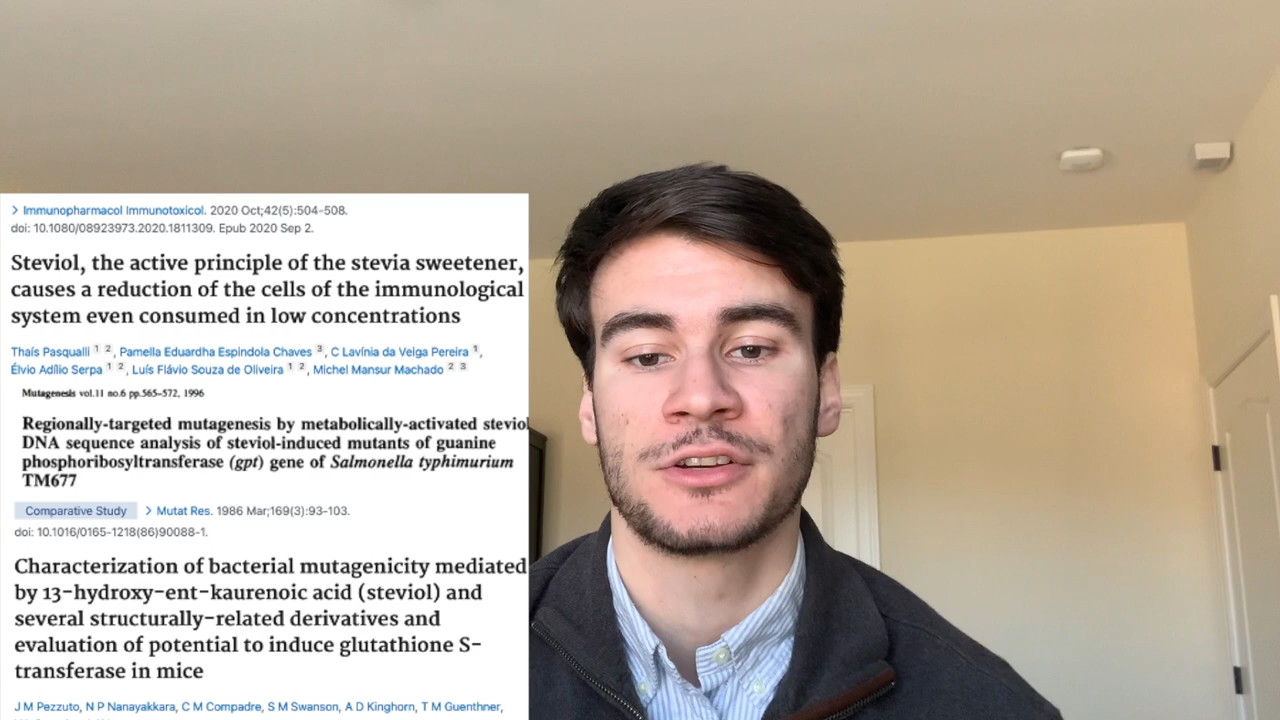 > Immunopharmacol Immunotoxicol. 2020 Oct;42(5):504-508.
doi: 10.1080/08923973.2020.1811309. Epub 2020 Sep 2.
Steviol, the active principle of the stevia sweetener,
causes a reduction of the cells of the immunological
system even consumed in low concentrations
Thaís Pasqualli 1 2, Pamella Eduardha Espindola Chaves 3, C Lavínia da Veiga Pereira 1,
Élvio Adílio Serpa 1 2, Luís Flávio Souza de Oliveira 1 2, Michel Mansur Machado 2 3
Mutagenesis vol.11 no.6 pp.565-572, 1996
Regionally-targeted mutagenesis by metabolically-activated steviol
DNA sequence analysis of steviol-induced mutants of guanine
phosphoribosyltransferase (gpt) gene of Salmonella typhimurium
TM677
Comparative Study > Mutat Res. 1986 Mar;169(3):93-103.
doi: 10.1016/0165-1218(86)90088-1.
Characterization of bacterial mutagenicity mediated
by 13-hydroxy-ent-kaurenoic acid (steviol) and
several structurally-related derivatives and
evaluation of potential to induce glutathione S-
transferase in mice
J M Pezzuto, N P Nanayakkara, C M Compadre, S M Swanson, A D Kinghorn, T M Guenthner,